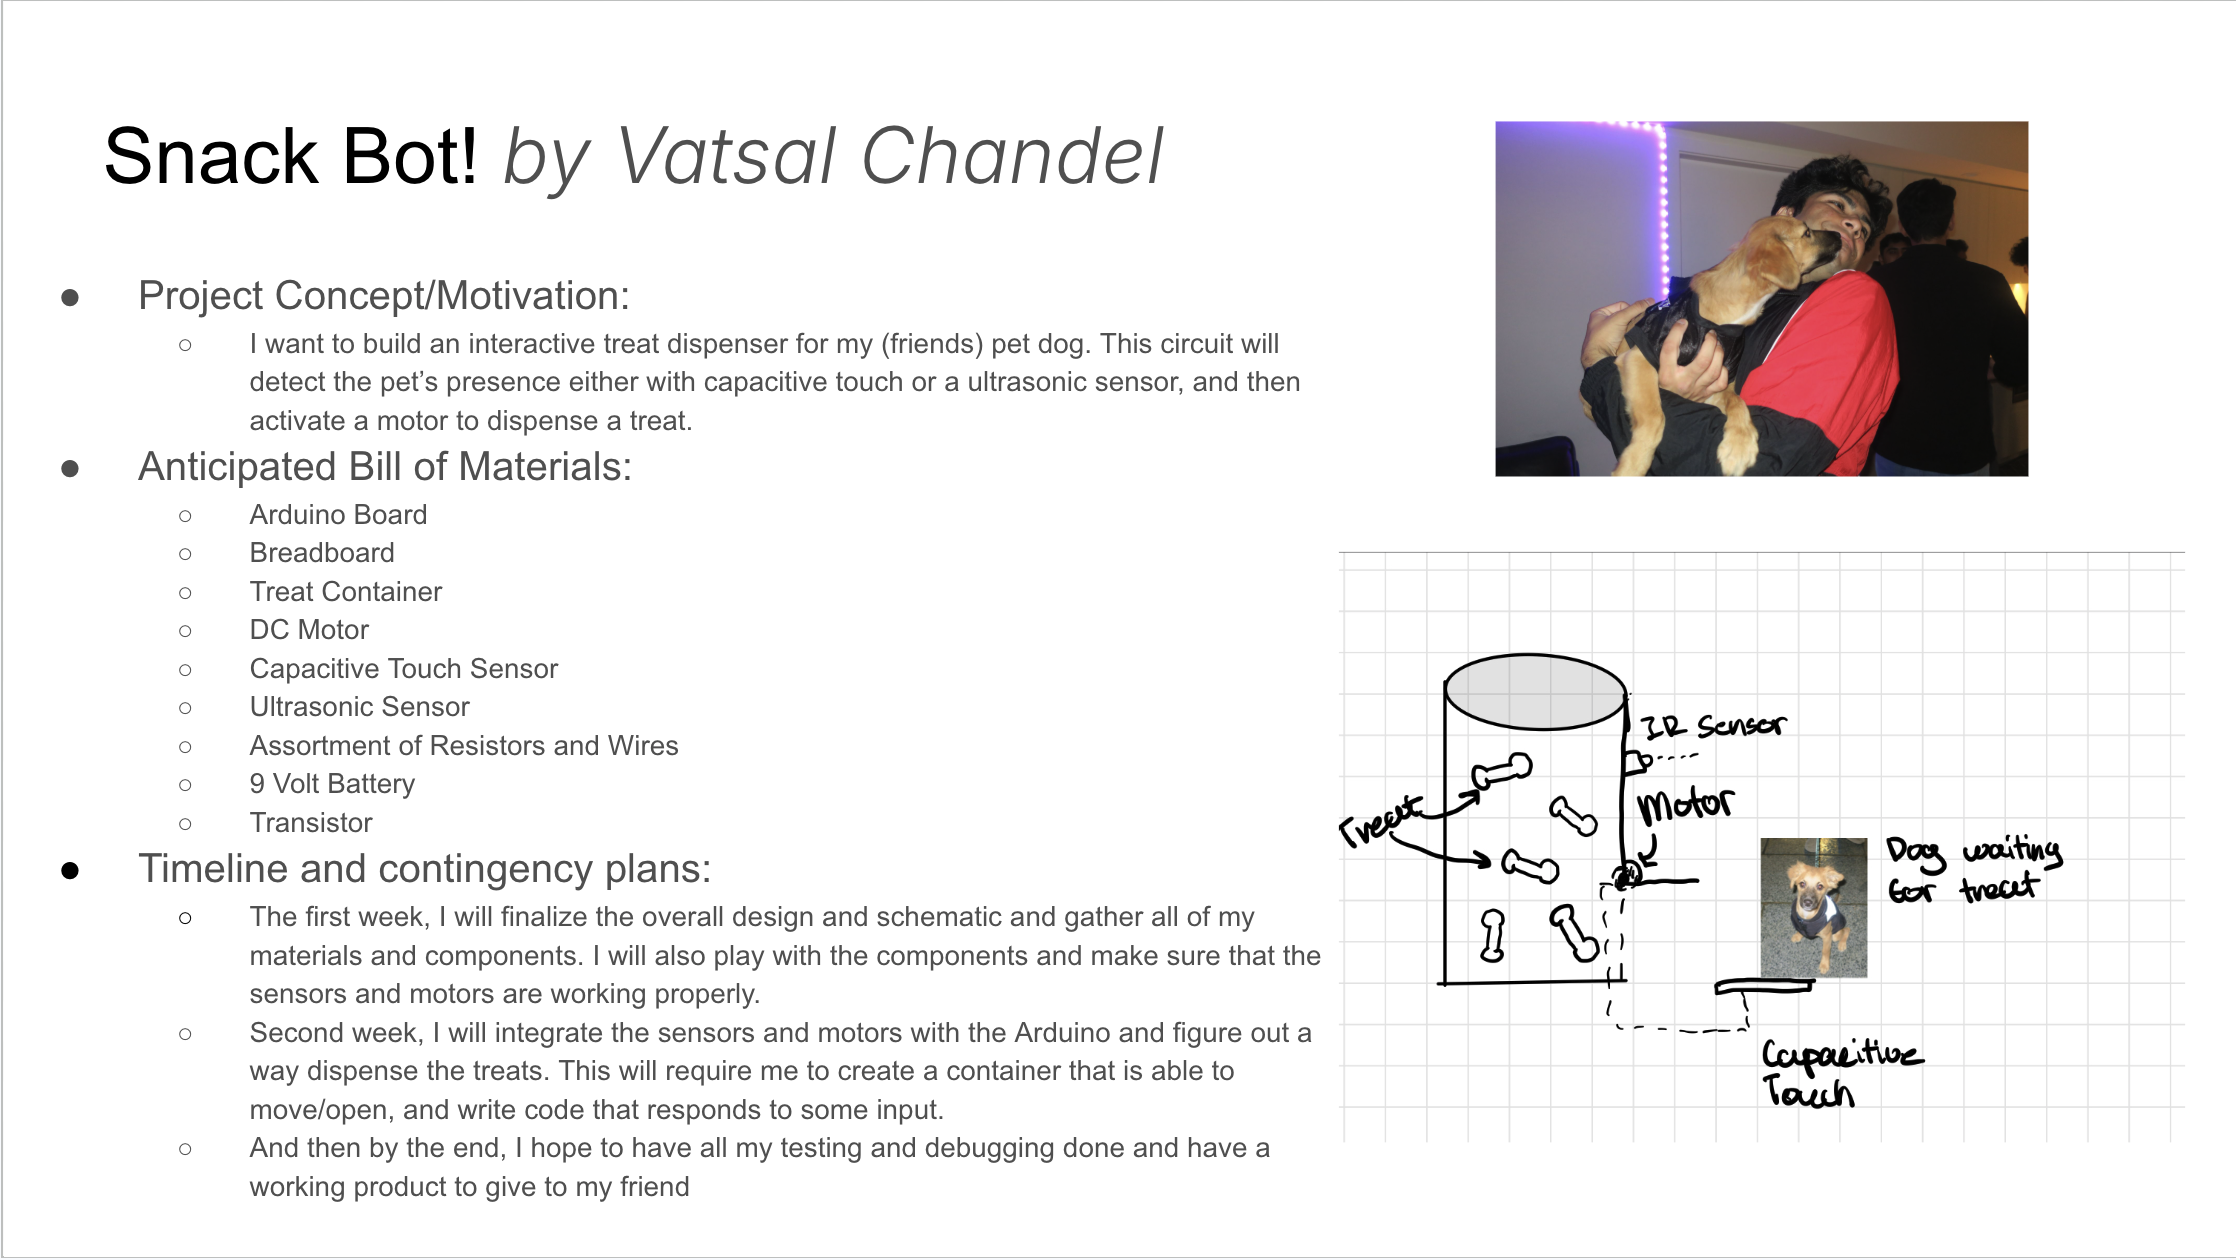 Snack Bot! by Vatsal Chandel
● Project Concept/Motivation:
○ I want to build an interactive treat dispenser for my (friends) pet dog. This circuit will
detect the pet’s presence either with capacitive touch or a ultrasonic sensor, and then
activate a motor to dispense a treat.
● Anticipated Bill of Materials:
○ Arduino Board
○ Breadboard
○ Treat Container
○ DC Motor
○ Capacitive Touch Sensor
○ Ultrasonic Sensor
○ Assortment of Resistors and Wires
○ 9 Volt Battery
○ Transistor
● Timeline and contingency plans:
○ The first week, I will finalize the overall design and schematic and gather all of my
materials and components. I will also play with the components and make sure that the
sensors and motors are working properly.
○ Second week, I will integrate the sensors and motors with the Arduino and figure out a
way dispense the treats. This will require me to create a container that is able to
move/open, and write code that responds to some input.
○ And then by the end, I hope to have all my testing and debugging done and have a
working product to give to my friend
IR Sensor
Motor
Treat
Dog waiting
for treat
Capacitive
Touch